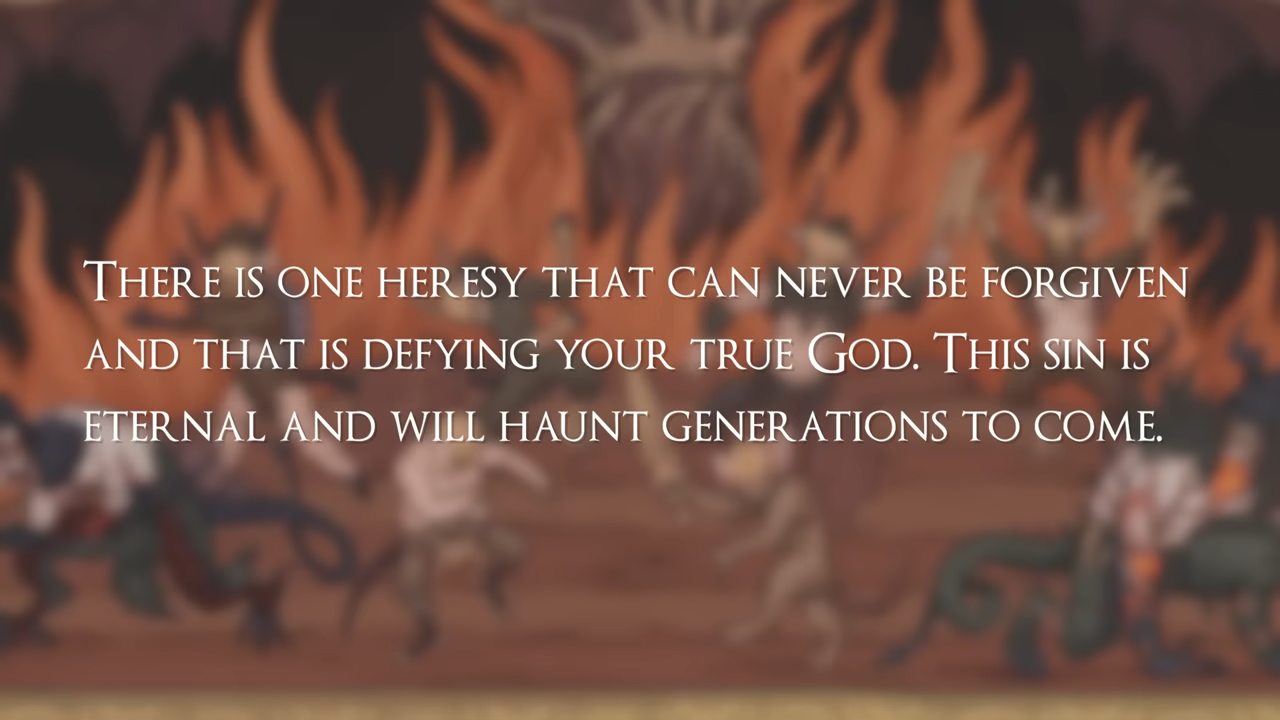 There is one heresy that can never be forgiven
and that is defying your true God. This sin is
eternal and will haunt generations to come.